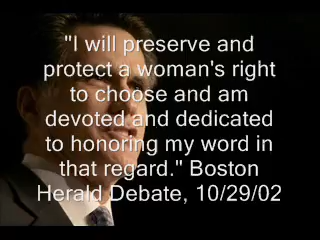 "I will preserve and
protect a woman's right
to choose and am
devoted and dedicated
to honoring my word in
that regard." Boston
Herald Debate, 10/29/02